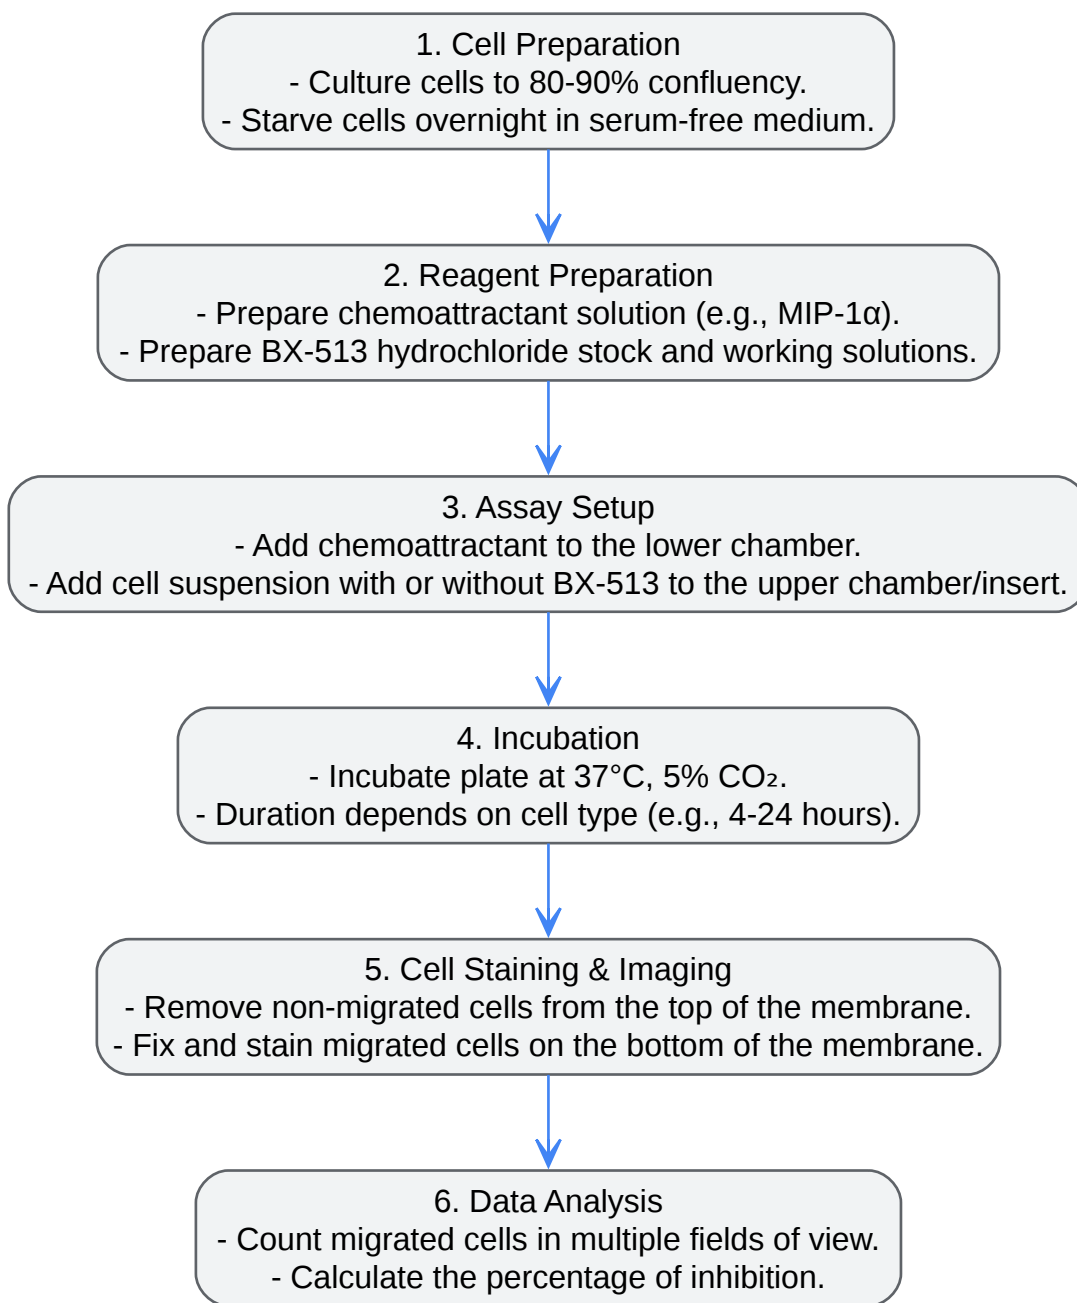 1. Cell Preparation
- Culture cells to 80-90% confluency.
- Starve cells overnight in serum-free medium.
2. Reagent Preparation
- Prepare chemoattractant solution (e.g., MIP-1α).
- Prepare BX-513 hydrochloride stock and working solutions.
3. Assay Setup
- Add chemoattractant to the lower chamber.
- Add cell suspension with or without BX-513 to the upper chamber/insert.
4. Incubation
- Incubate plate at 37°C, 5% CO₂.
- Duration depends on cell type (e.g., 4-24 hours).
5. Cell Staining & Imaging
- Remove non-migrated cells from the top of the membrane.
- Fix and stain migrated cells on the bottom of the membrane.
6. Data Analysis
- Count migrated cells in multiple fields of view.
- Calculate the percentage of inhibition.